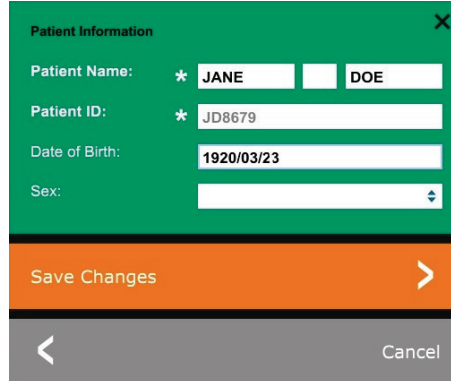 Patient Information
Patient Name: * JANE DOE
Patient ID: * JD8679
Date of Birth: 1920/03/23
Sex:
Save Changes
Cancel